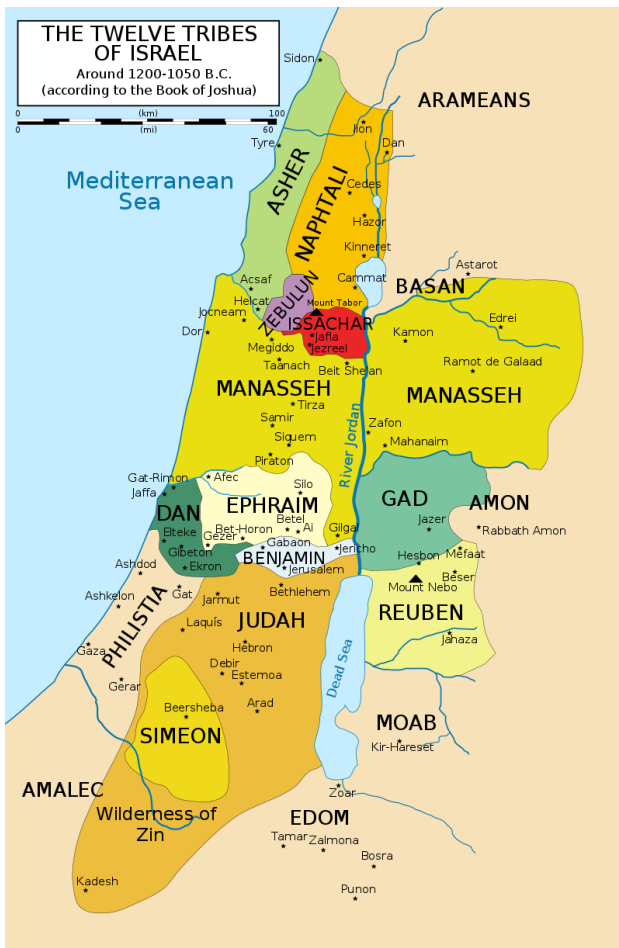 THE TWELVE TRIBES
OF ISRAEL
Around 1200-1050 B.C.
(according to the Book of Joshua)
0 (km) 100
0 (mi) 60
Sidon
ARAMEANS
Ijon
Dan
Tyre
ASHER
NAPHTALI
Mediterranean
Sea
Cedes
Hazor
Kinneret
Astarot
Cammat
BASAN
Acsaf
Helcat
ZEBULUN
Mount Tabor
Jocneam
ISSACHAR
Edrei
Dor
Jafia
Kamon
Megiddo
Jezreel
Taanach
Beit Shean
Ramot de Galaad
MANASSEH
MANASSEH
Tirza
Samir
Zafon
Siquem
Mahanaim
Piraton
River Jordan
Gat-Rimon
Afec
Jaffa
Silo
GAD
AMON
DAN
EPHRAIM
Betel
Jazer
Rabbath Amon
Elteke
Gezer
Bet-Horon
Ai
Gilgal
Gibeton
Gabaon
Jericho
Mefaat
Ekron
BENJAMIN
Hesbon
Ashdod
Jerusalem
Beser
Gat
Bethlehem
Mount Nebo
Ashkelon
Jarmut
PHILISTIA
JUDAH
REUBEN
Laquís
Gaza
Hebron
Jahaza
Debir
Dead Sea
Gerar
Estemoa
Beersheba
Arad
MOAB
SIMEON
Kir-Hareset
AMALEC
Zoar
Wilderness of
Zin
EDOM
Tamar
Zalmona
Bosra
Kadesh
Punon